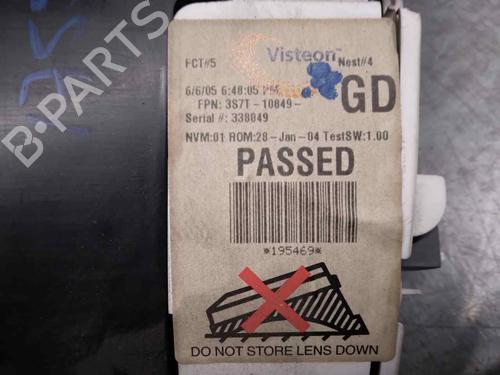 Visteon™
FCT#5 Nest#4
6/6/05 6:48:05 PM
FPN: 3S7T-10849- GD
Serial #: 338049
NVM:01 ROM:28-Jan-04 TestSW:1.00
PASSED
*195469*
DO NOT STORE LENS DOWN
B-PARTS